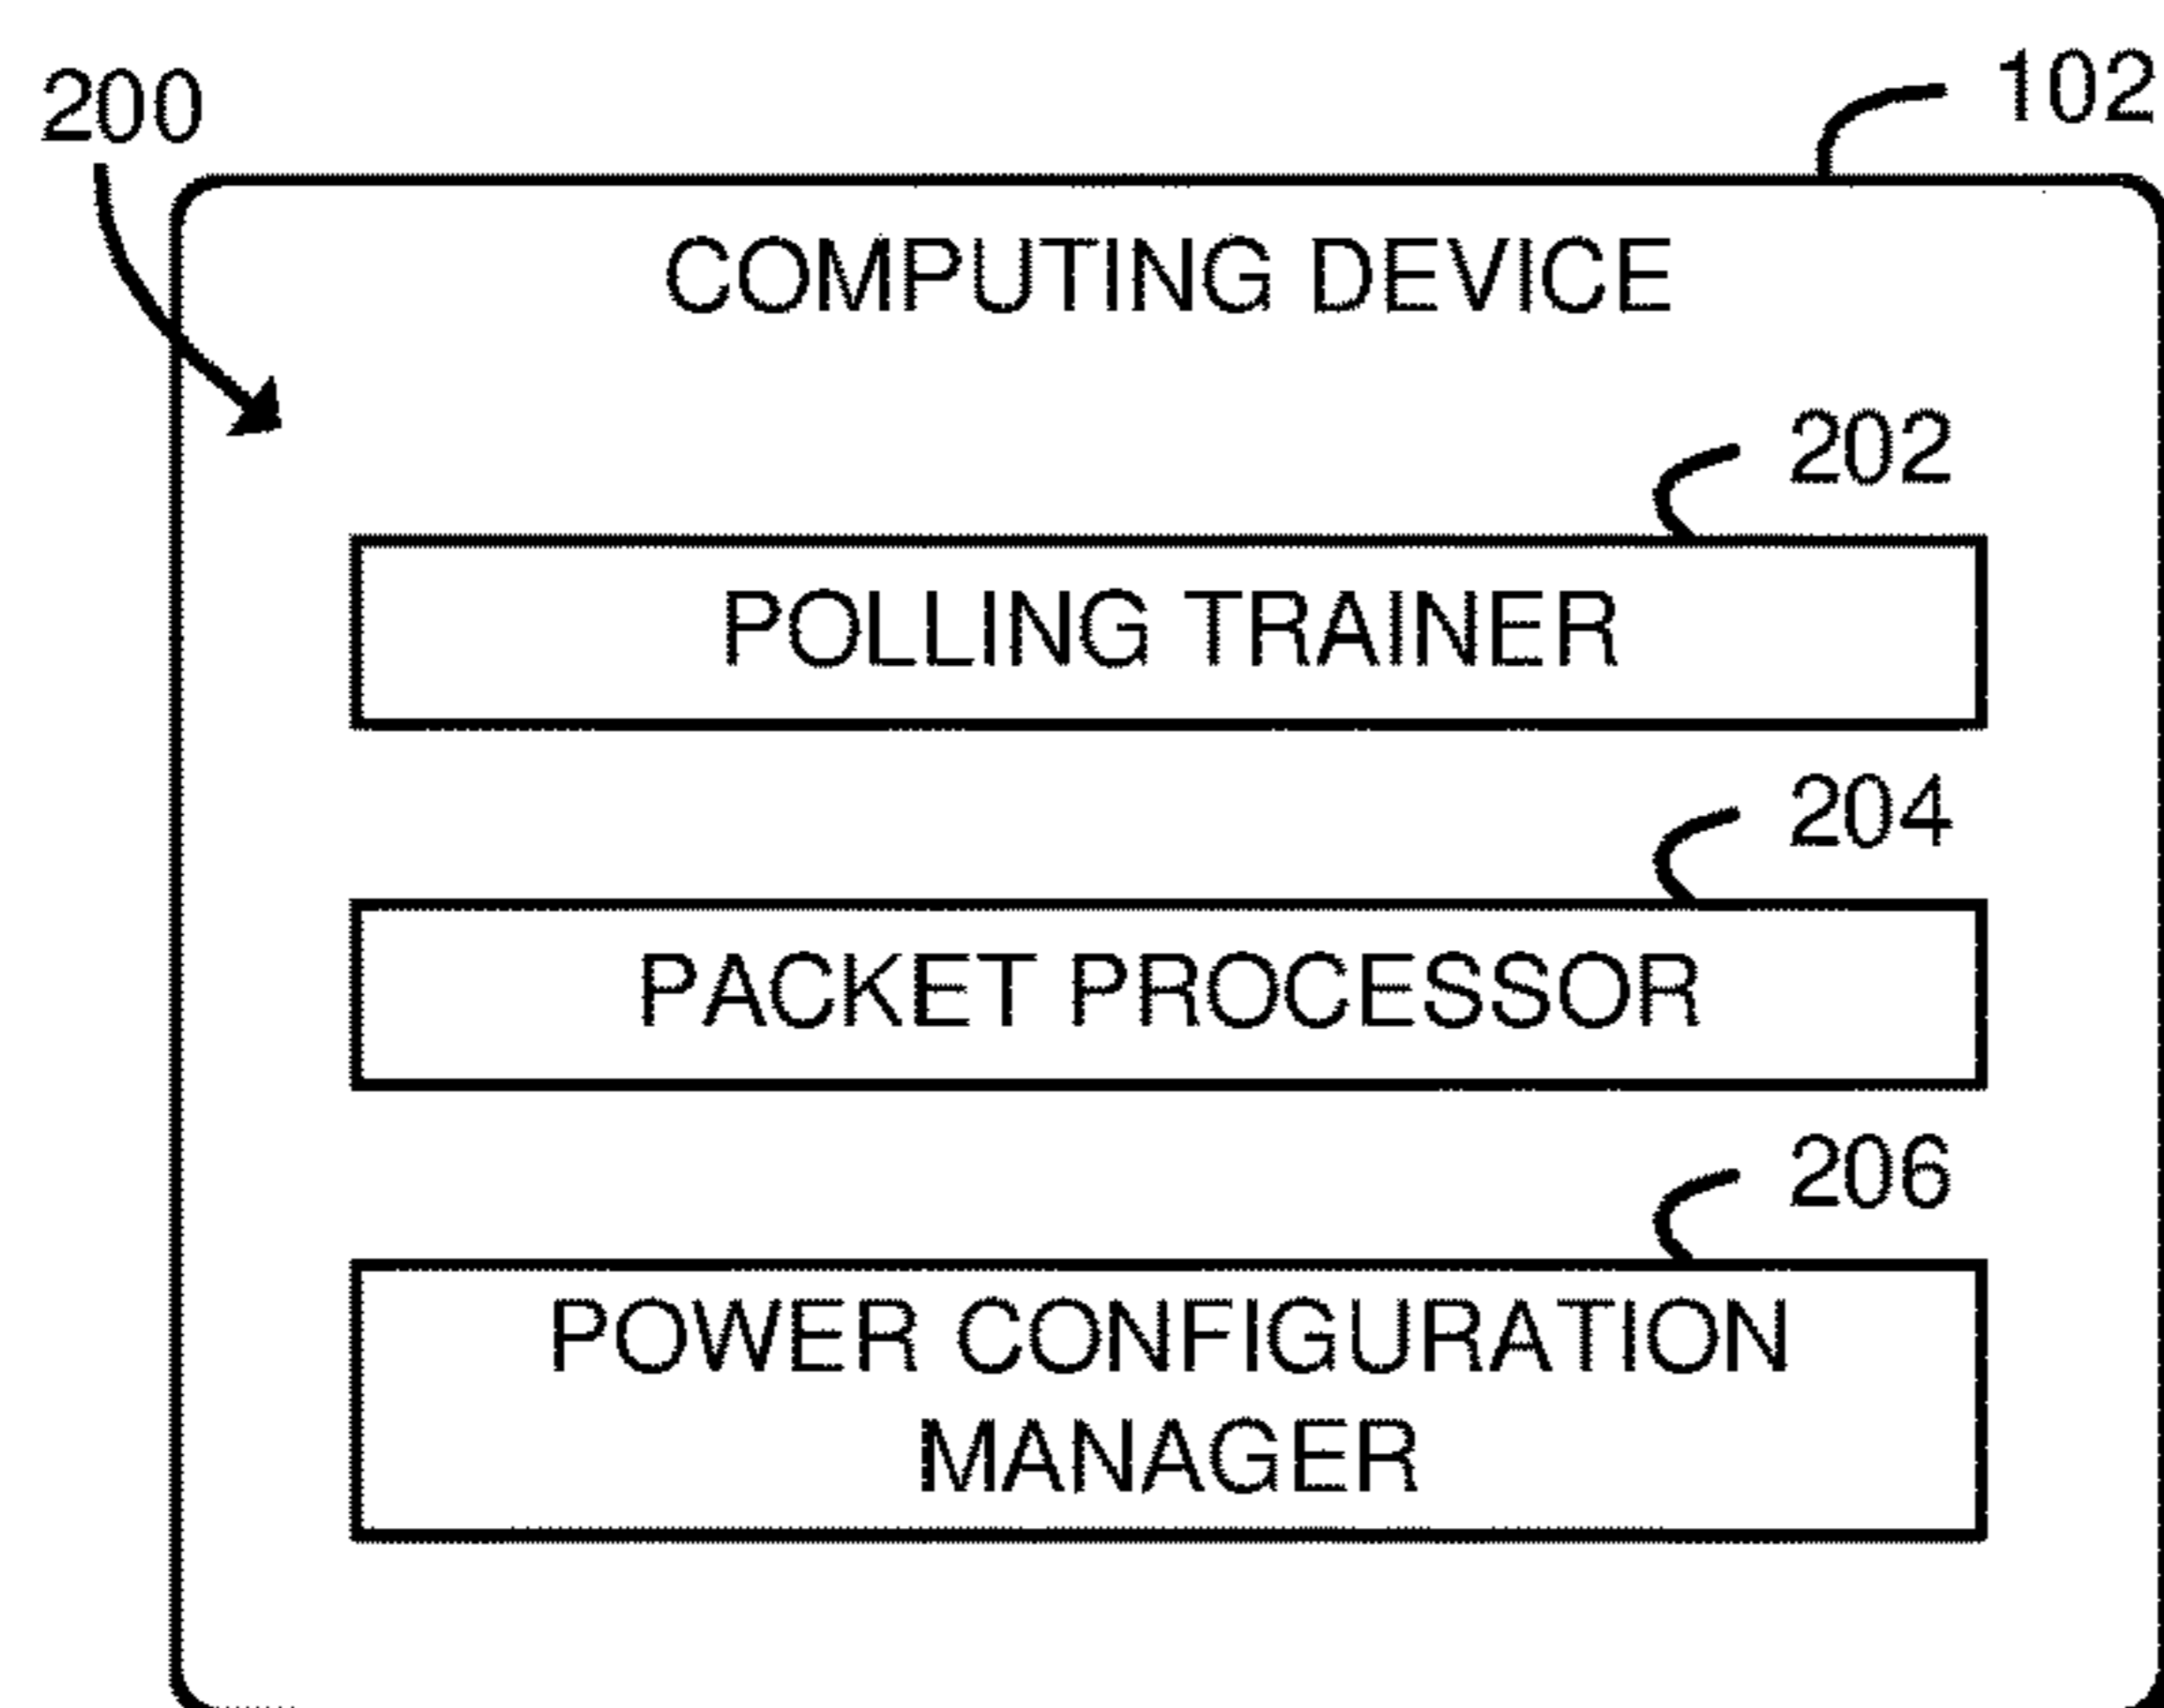 200
102
COMPUTING DEVICE
202
POLLING TRAINER
204
PACKET PROCESSOR
206
POWER CONFIGURATION
MANAGER